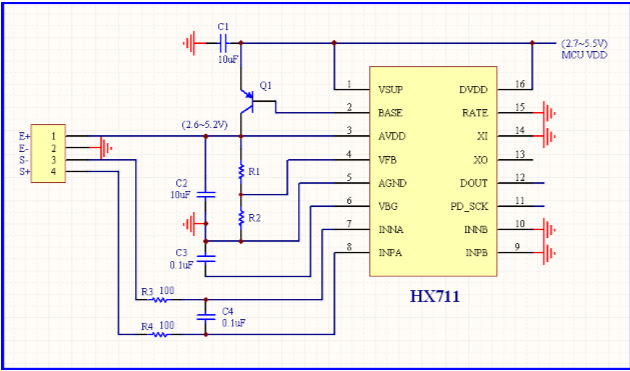 C1
10uF
(2.7~5.5V)
MCU VDD
Q1
1 VSUP DVDD 16
2 BASE RATE 15
3 AVDD XI 14
4 VFB XO 13
5 AGND DOUT 12
6 VBG PD_SCK 11
7 INNA INNB 10
8 INPA INPB 9
HX711
(2.6~5.2V)
E+ 1
E- 2
S- 3
S+ 4
R1
C2
10uF
R2
C3
0.1uF
R3 100
C4
0.1uF
R4 100